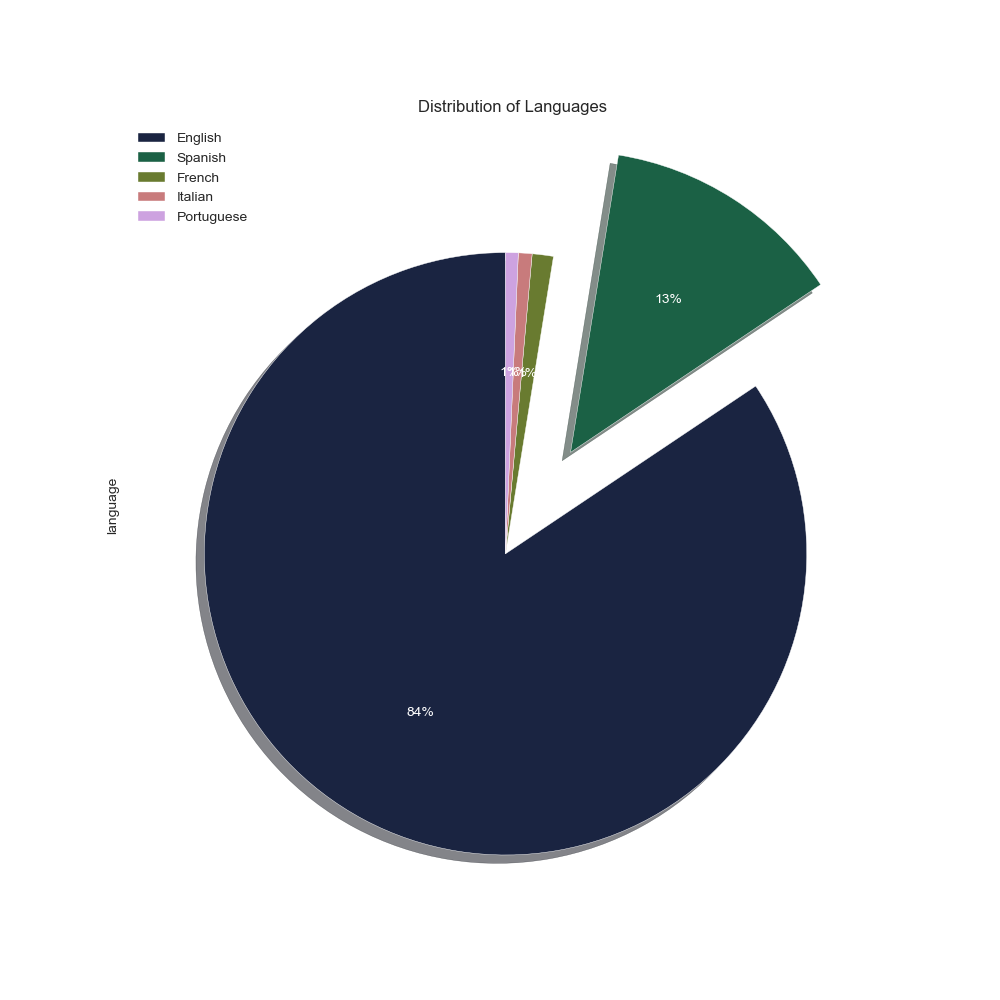 Distribution of Languages
English
Spanish
French
Italian
Portuguese
13%
language
84%